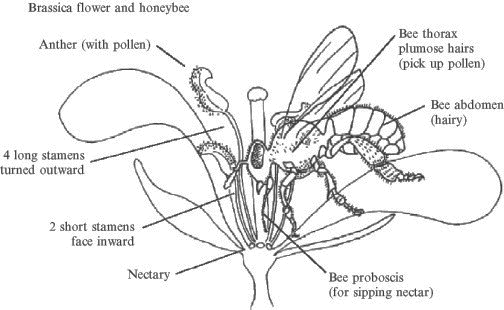 Brassica flower and honeybee
Anther (with pollen)
Bee thorax
plumose hairs
(pick up pollen)
Bee abdomen
(hairy)
4 long stamens
turned outward
2 short stamens
face inward
Nectary
Bee proboscis
(for sipping nectar)